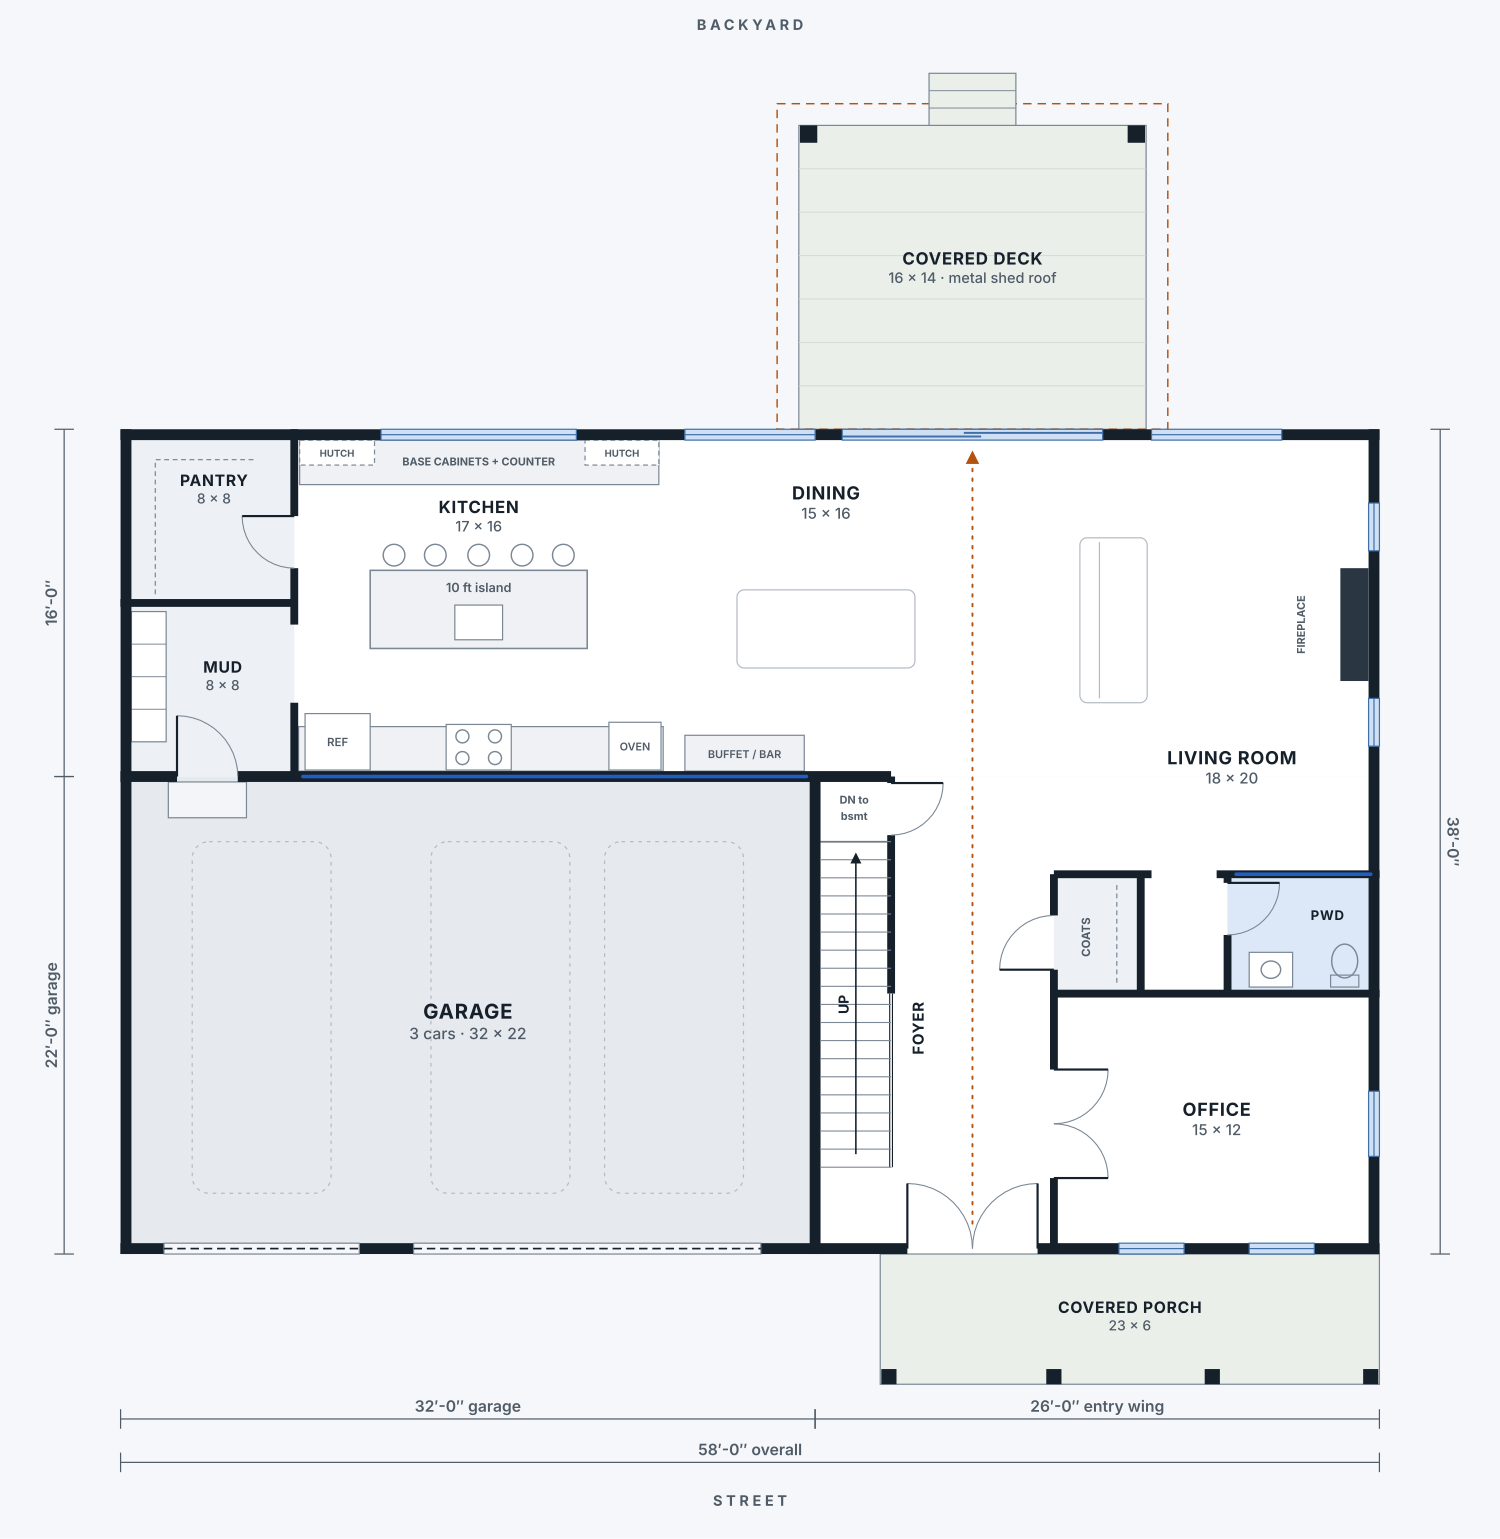 BACKYARD
COVERED DECK
16 × 14 · metal shed roof
HUTCH
BASE CABINETS + COUNTER
HUTCH
PANTRY
8 × 8
KITCHEN
17 × 16
DINING
15 × 16
10 ft island
16′-0″
FIREPLACE
MUD
8 × 8
REF
OVEN
BUFFET / BAR
LIVING ROOM
18 × 20
DN to
bsmt
38′-0″
COATS
PWD
UP
FOYER
GARAGE
3 cars · 32 × 22
22′-0″ garage
OFFICE
15 × 12
COVERED PORCH
23 × 6
32′-0″ garage
26′-0″ entry wing
58′-0″ overall
STREET